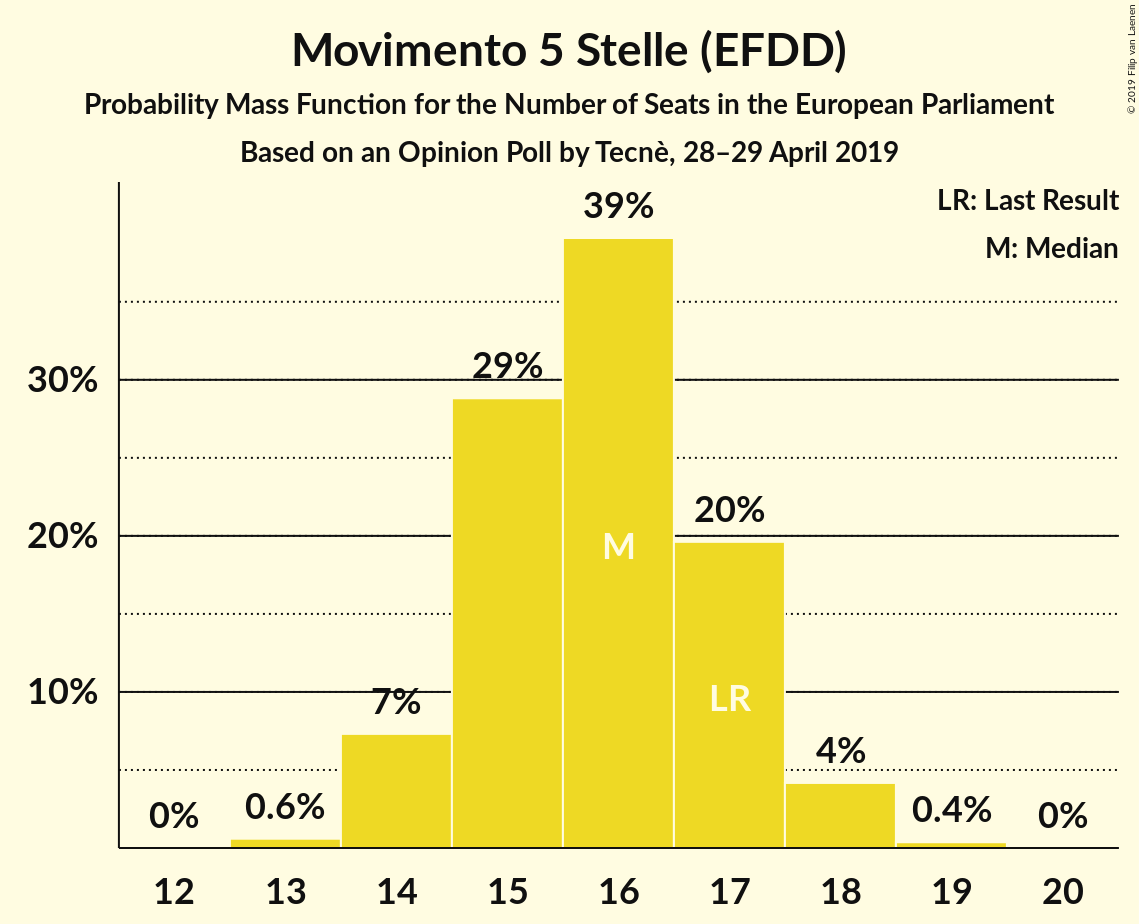 Movimento 5 Stelle (EFDD)
Probability Mass Function for the Number of Seats in the European Parliament
Based on an Opinion Poll by Tecnè, 28–29 April 2019
© 2019 Filip van Laenen
LR: Last Result
M: Median
39%
29%
30%
20%
M
20%
LR
7%
10%
4%
0%
0.6%
0.4%
0%
12 13 14 15 16 17 18 19 20